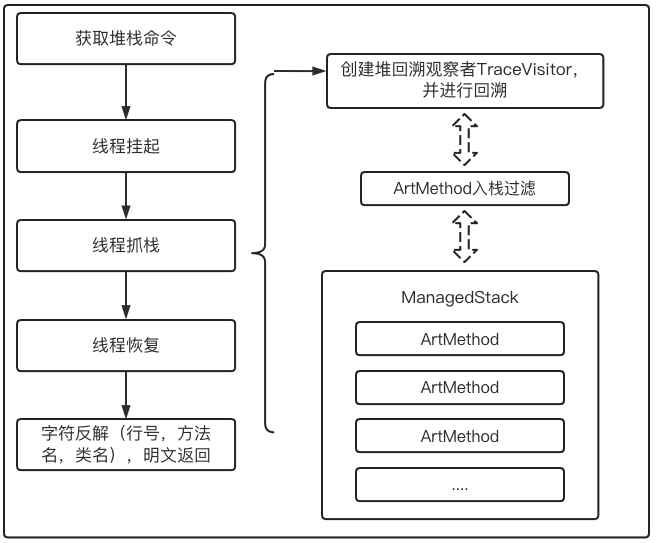 获取堆栈命令
线程挂起
线程抓栈
线程恢复
字符反解（行号，方法
名，类名），明文返回
创建堆回溯观察者TraceVisitor，
并进行回溯
ArtMethod入栈过滤
ManagedStack
ArtMethod
ArtMethod
ArtMethod
....